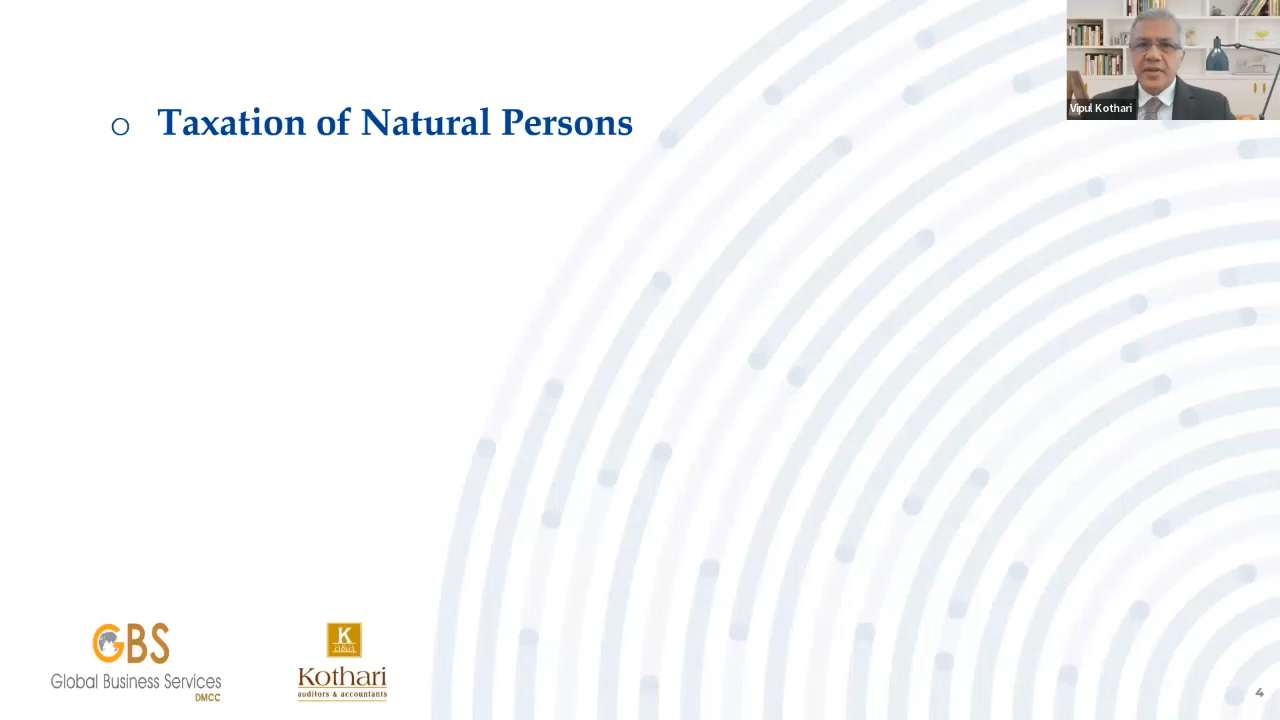 Taxation of Natural Persons
Vipul Kothari
GBS
Global Business Services
DMCC
K
Kothari
auditors & accountants
4